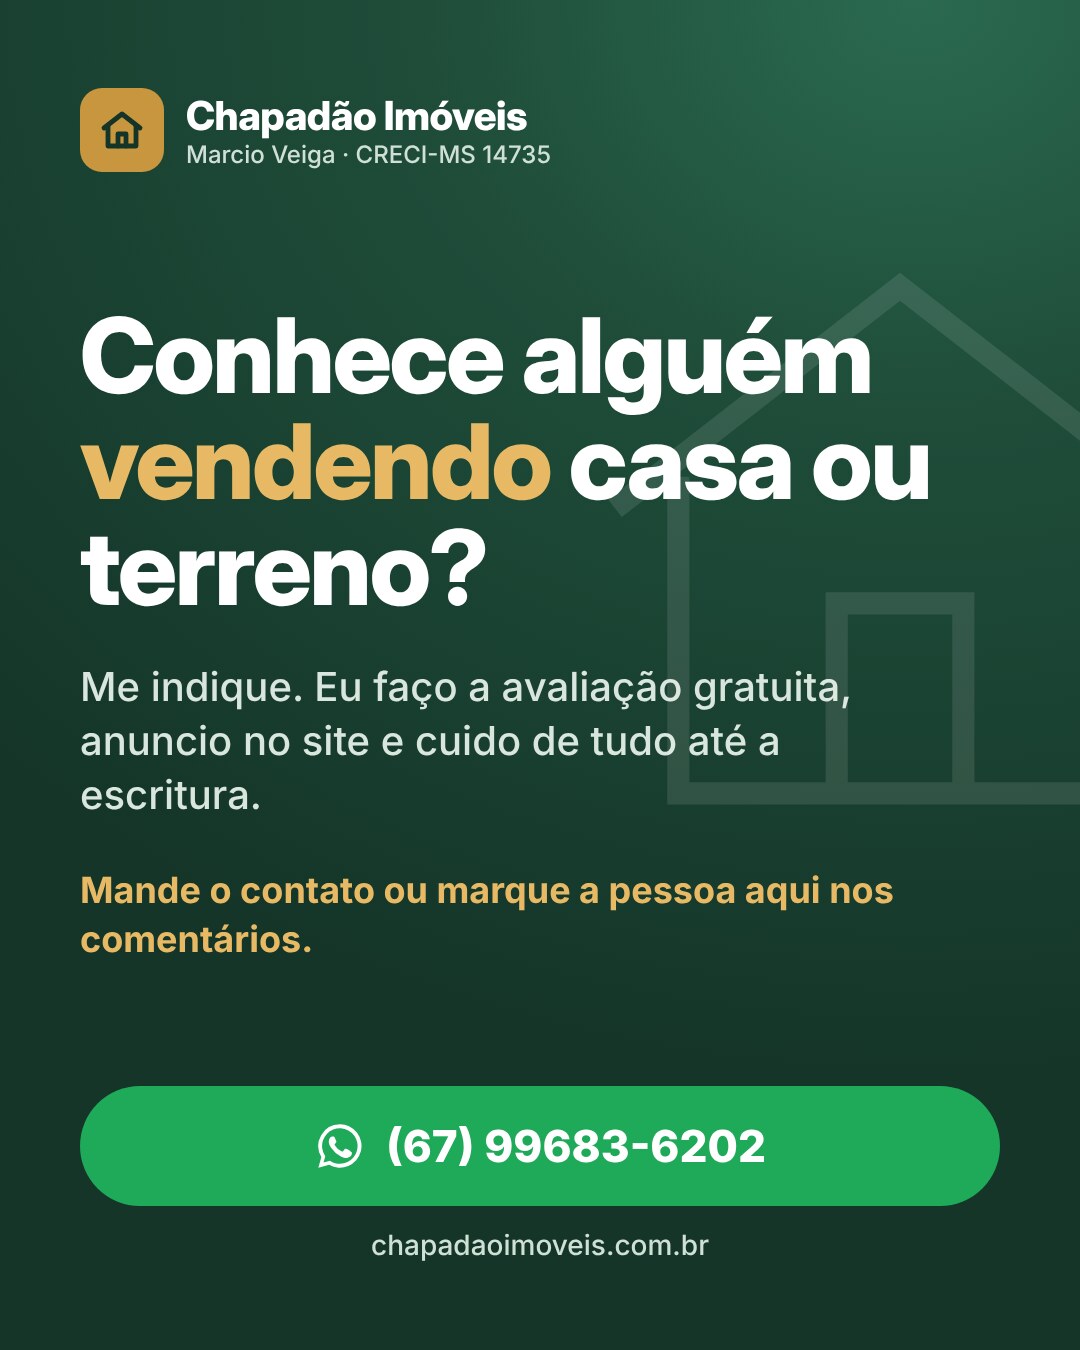 Chapadão Imóveis
Marcio Veiga · CRECI-MS 14735
Conhece alguém
vendendo casa ou
terreno?
Me indique. Eu faço a avaliação gratuita,
anuncio no site e cuido de tudo até a
escritura.
Mande o contato ou marque a pessoa aqui nos
comentários.
(67) 99683-6202
chapadaoimoveis.com.br